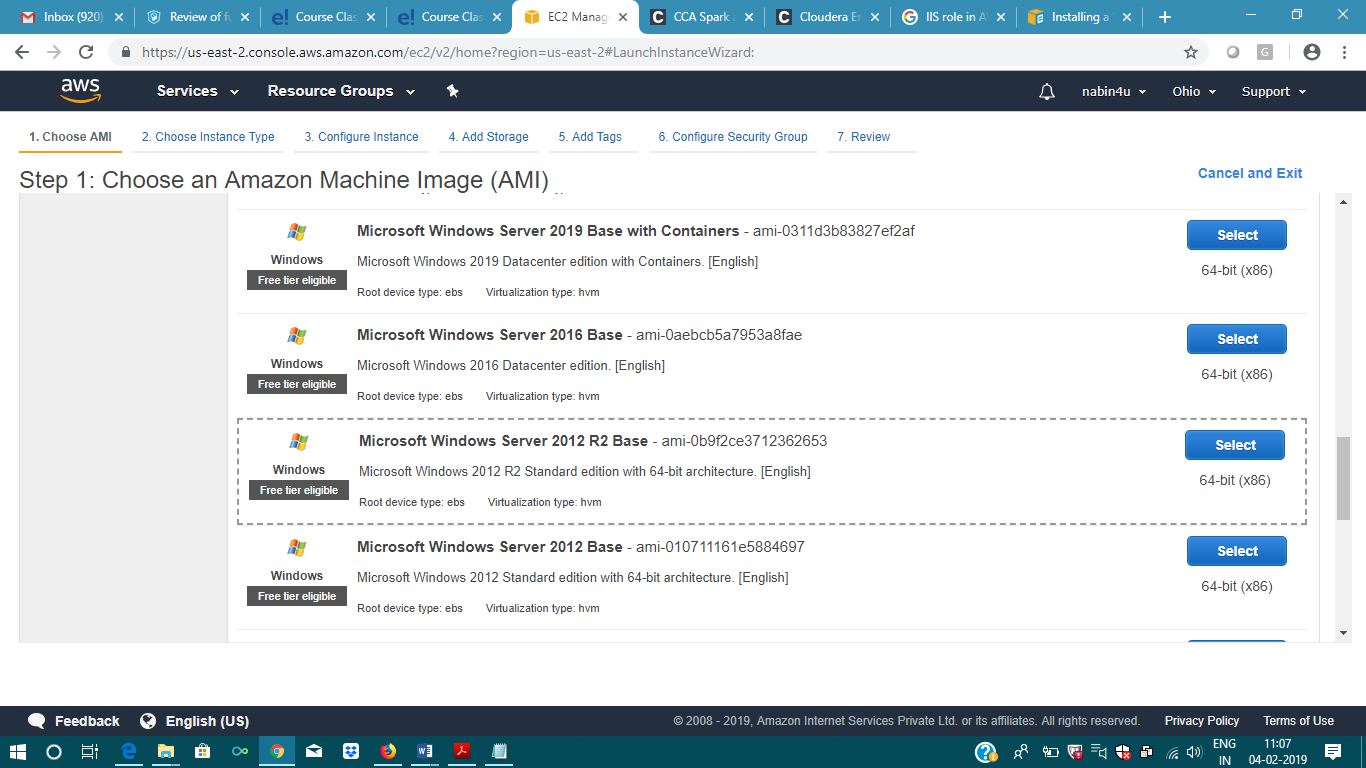 Inbox (920)
Review of fu
Course Clas
Course Clas
EC2 Manag
CCA Spark a
Cloudera En
IIS role in A
Installing a
https://us-east-2.console.aws.amazon.com/ec2/v2/home?region=us-east-2#LaunchInstanceWizard:
aws
Services
Resource Groups
nabin4u
Ohio
Support
1. Choose AMI
2. Choose Instance Type
3. Configure Instance
4. Add Storage
5. Add Tags
6. Configure Security Group
7. Review
Step 1: Choose an Amazon Machine Image (AMI)
Cancel and Exit
Windows
Free tier eligible
Microsoft Windows Server 2019 Base with Containers - ami-0311d3b83827ef2af
Microsoft Windows 2019 Datacenter edition with Containers. [English]
Root device type: ebs Virtualization type: hvm
Select
64-bit (x86)
Windows
Free tier eligible
Microsoft Windows Server 2016 Base - ami-0aebcb5a7953a8fae
Microsoft Windows 2016 Datacenter edition. [English]
Root device type: ebs Virtualization type: hvm
Select
64-bit (x86)
Windows
Free tier eligible
Microsoft Windows Server 2012 R2 Base - ami-0b9f2ce3712362653
Microsoft Windows 2012 R2 Standard edition with 64-bit architecture. [English]
Root device type: ebs Virtualization type: hvm
Select
64-bit (x86)
Windows
Free tier eligible
Microsoft Windows Server 2012 Base - ami-010711161e5884697
Microsoft Windows 2012 Standard edition with 64-bit architecture. [English]
Root device type: ebs Virtualization type: hvm
Select
64-bit (x86)
Feedback
English (US)
© 2008 - 2019, Amazon Internet Services Private Ltd. or its affiliates. All rights reserved.
Privacy Policy
Terms of Use
ENG
IN
11:07
04-02-2019